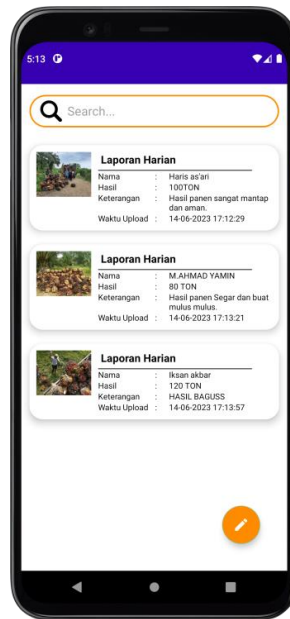 5:13
Search...
Laporan Harian
Nama : Haris as'ari
Hasil : 100TON
Keterangan : Hasil panen sangat mantap
dan aman.
Waktu Upload : 14-06-2023 17:12:29
Laporan Harian
Nama : M.AHMAD YAMIN
Hasil : 80 TON
Keterangan : Hasil panen Segar dan buat
mulus mulus.
Waktu Upload : 14-06-2023 17:13:21
Laporan Harian
Nama : Iksan akbar
Hasil : 120 TON
Keterangan : HASIL BAGUSS
Waktu Upload : 14-06-2023 17:13:57